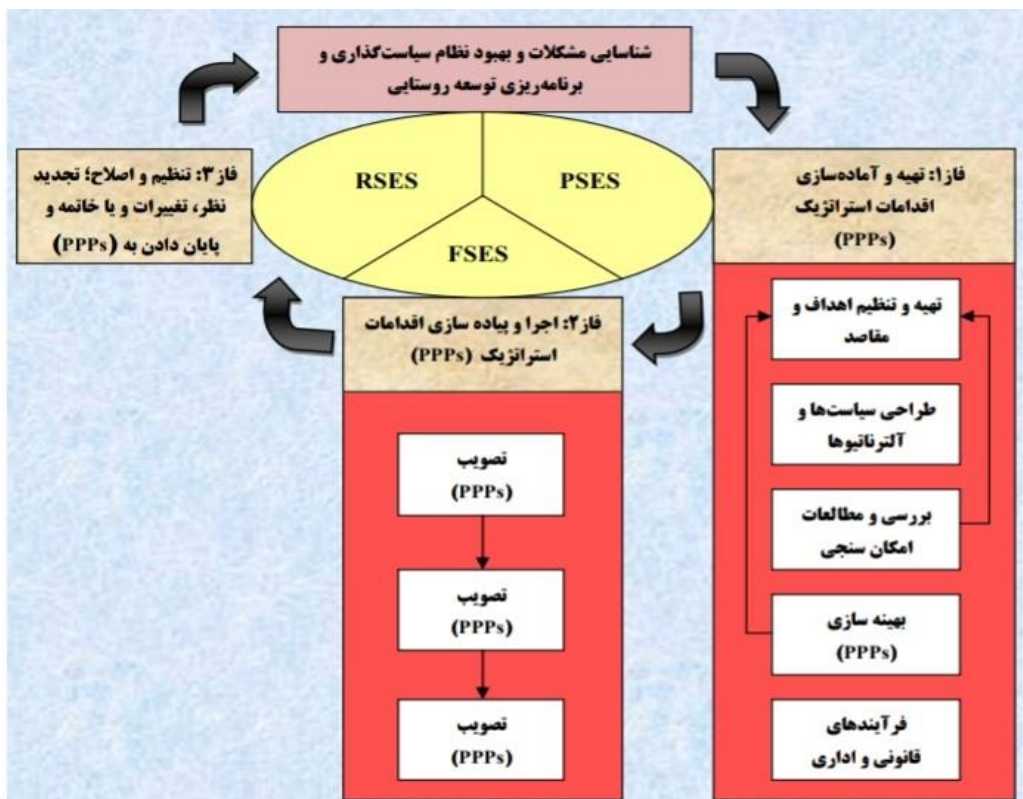 شناسایی مشکلات و بهبود نظام سیاست‌گذاری و
برنامه‌ریزی توسعه روستایی
RSES
PSES
FSES
فاز۱: تهیه و آماده‌سازی
اقدامات استراتژیک
(PPPs)
تهیه و تنظیم اهداف و
مقاصد
طراحی سیاست‌ها و
آلترناتیوها
بررسی و مطالعات
امکان سنجی
بهینه سازی
(PPPs)
فرآیندهای
قانونی و اداری
فاز۲: اجرا و پیاده سازی اقدامات
استراتژیک (PPPs)
تصویب
(PPPs)
تصویب
(PPPs)
تصویب
(PPPs)
فاز۳: تنظیم و اصلاح؛ تجدید
نظر، تغییرات و یا خاتمه و
پایان دادن به (PPPs)